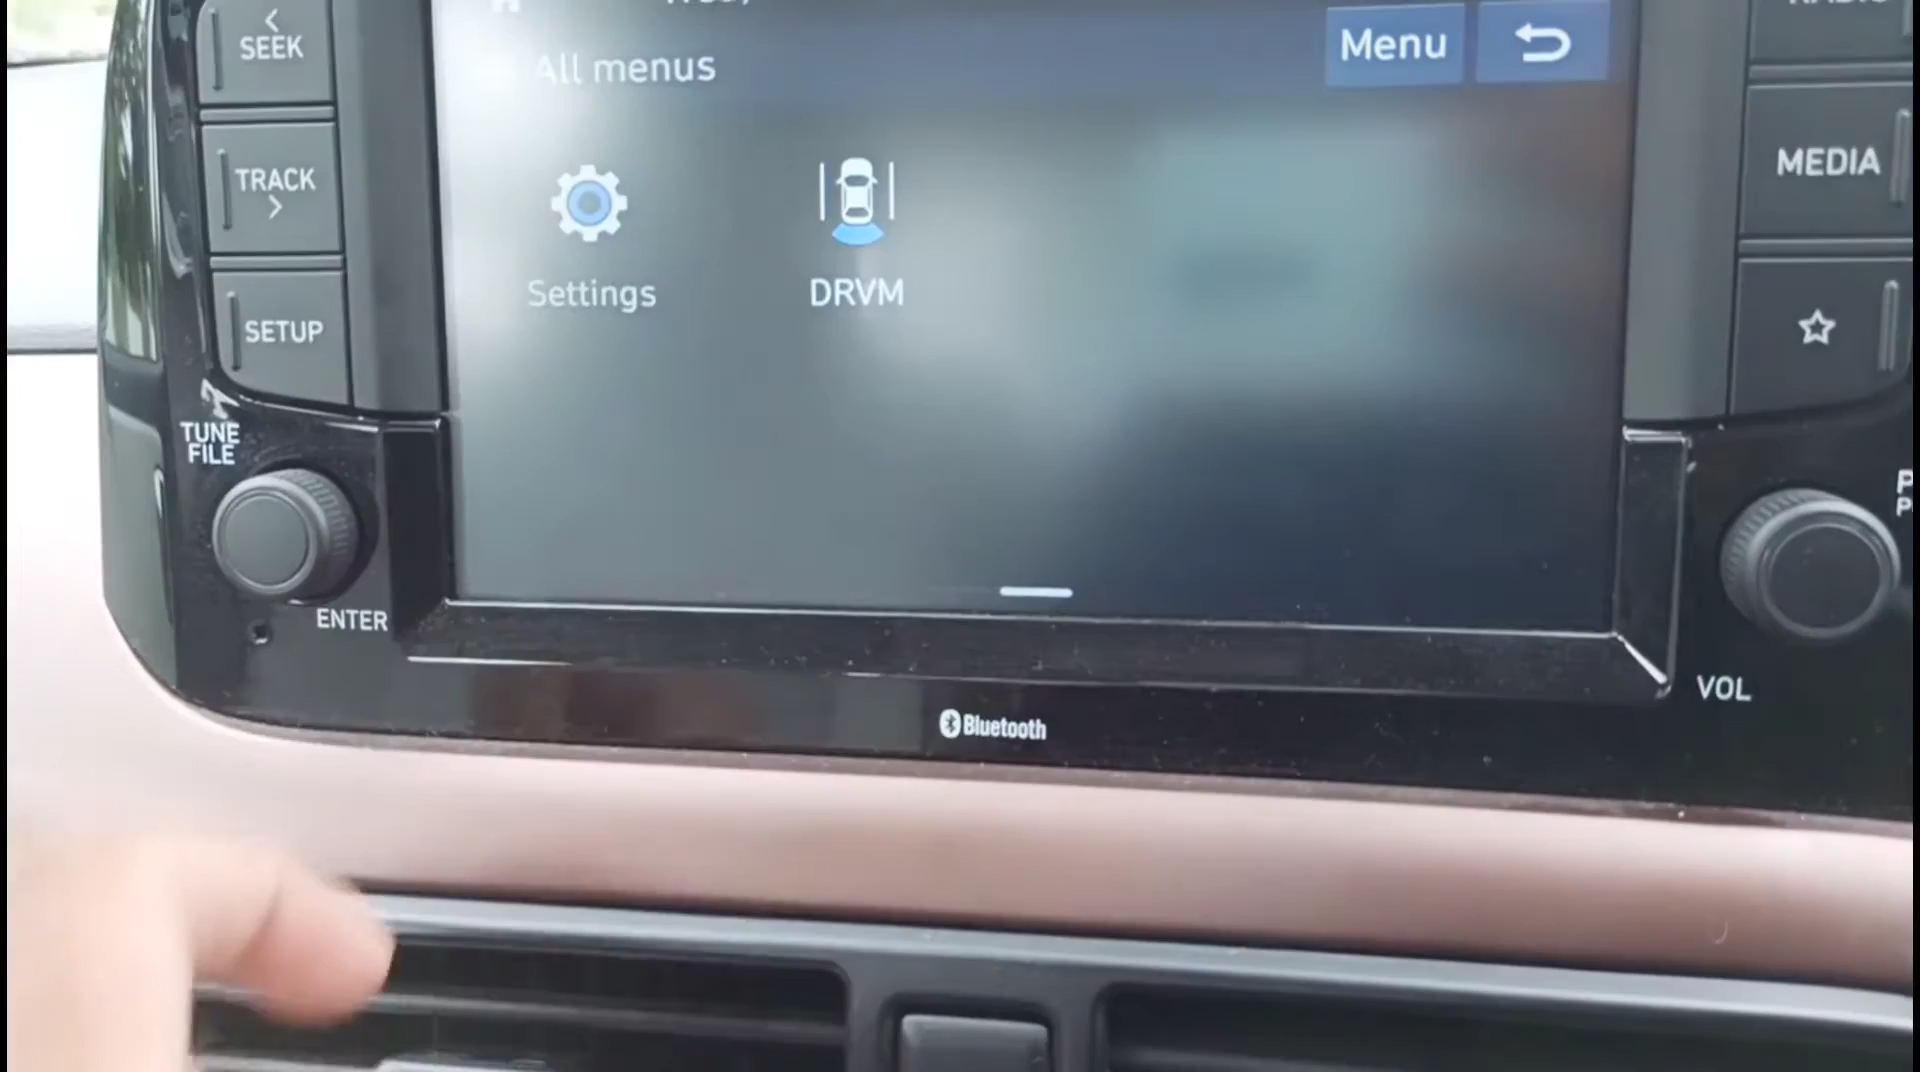 SEEK
TRACK
SETUP
TUNE
FILE
ENTER
All menus
Menu
Settings
DRVM
Bluetooth
MEDIA
VOL